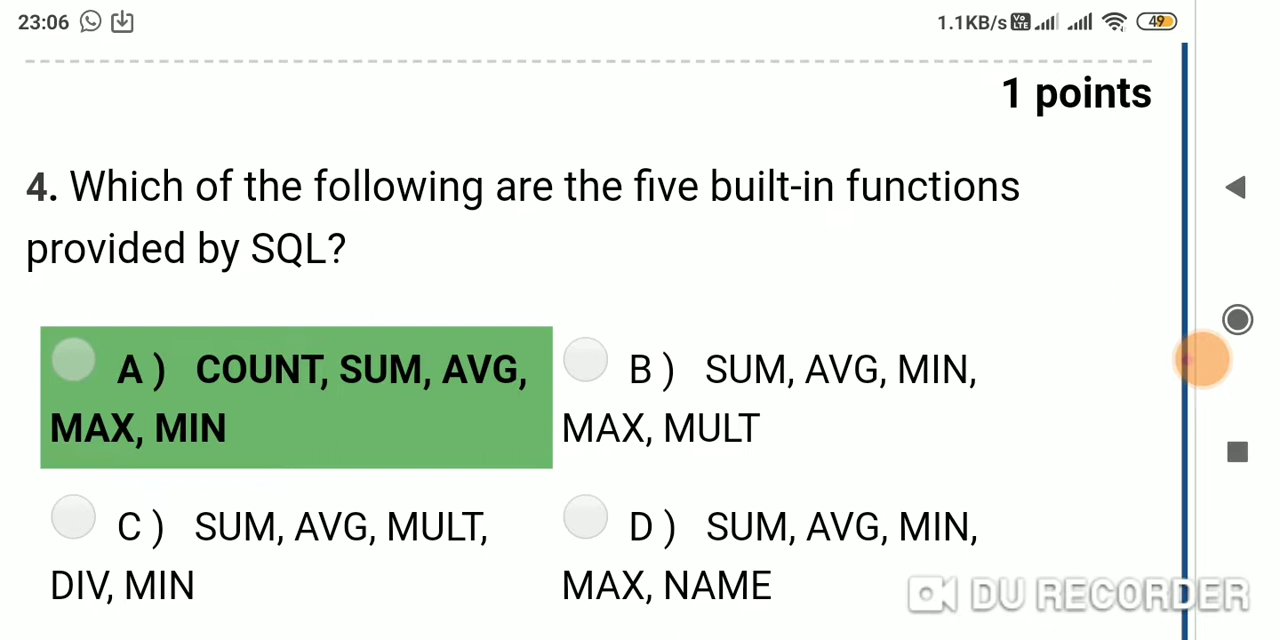 23:06 1.1KB/s Vo LTE 49
1 points
4. Which of the following are the five built-in functions
provided by SQL?
A ) COUNT, SUM, AVG,
MAX, MIN
B ) SUM, AVG, MIN,
MAX, MULT
C ) SUM, AVG, MULT,
DIV, MIN
D ) SUM, AVG, MIN,
MAX, NAME
DU RECORDER